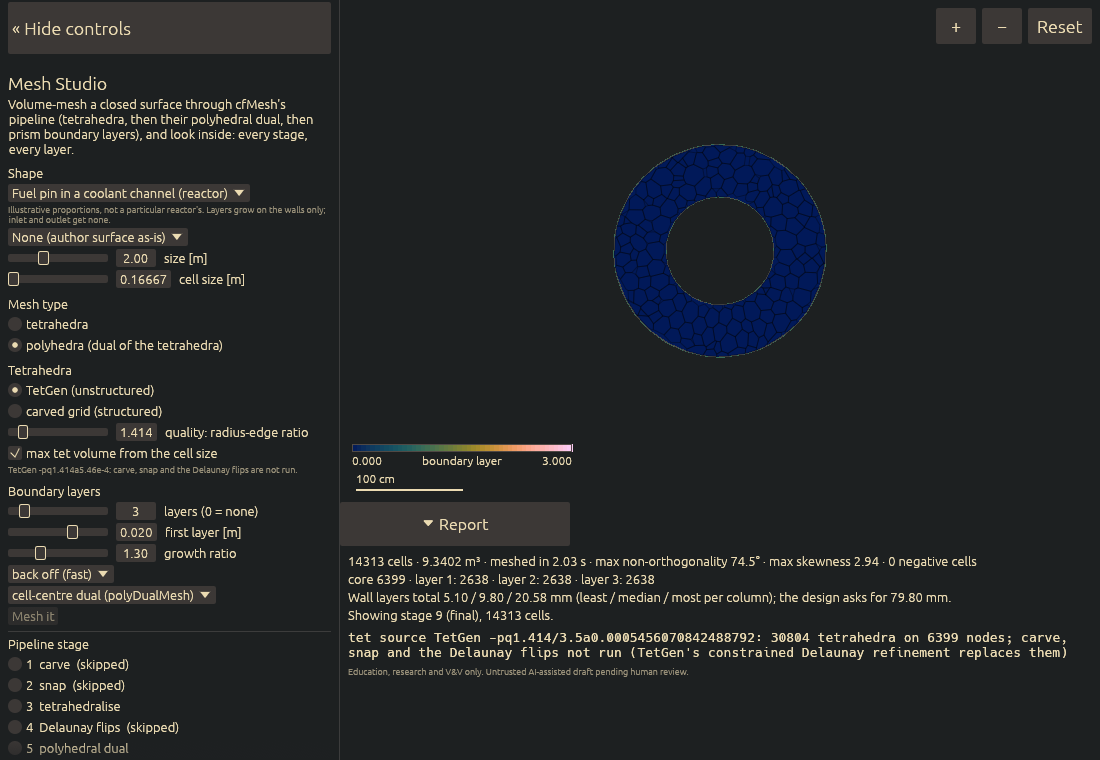 « Hide controls
Mesh Studio
Volume-mesh a closed surface through cfMesh's
pipeline (tetrahedra, then their polyhedral dual, then
prism boundary layers), and look inside: every stage,
every layer.
Shape
Fuel pin in a coolant channel (reactor)
Illustrative proportions, not a particular reactor's. Layers grow on the walls only;
inlet and outlet get none.
None (author surface as-is)
2.00 size [m]
0.16667 cell size [m]
Mesh type
tetrahedra
polyhedra (dual of the tetrahedra)
Tetrahedra
TetGen (unstructured)
carved grid (structured)
1.414 quality: radius-edge ratio
max tet volume from the cell size
TetGen -pq1.414a5.46e-4: carve, snap and the Delaunay flips are not run.
Boundary layers
3 layers (0 = none)
0.020 first layer [m]
1.30 growth ratio
back off (fast)
cell-centre dual (polyDualMesh)
Mesh it
Pipeline stage
1 carve (skipped)
2 snap (skipped)
3 tetrahedralise
4 Delaunay flips (skipped)
5 polyhedral dual
+ − Reset
0.000 boundary layer 3.000
100 cm
Report
14313 cells · 9.3402 m³ · meshed in 2.03 s · max non-orthogonality 74.5° · max skewness 2.94 · 0 negative cells
core 6399 · layer 1: 2638 · layer 2: 2638 · layer 3: 2638
Wall layers total 5.10 / 9.80 / 20.58 mm (least / median / most per column); the design asks for 79.80 mm.
Showing stage 9 (final), 14313 cells.
tet source TetGen -pq1.414/3.5a0.0005456070842488792: 30804 tetrahedra on 6399 nodes; carve,
snap and the Delaunay flips not run (TetGen's constrained Delaunay refinement replaces them)
Education, research and V&V only. Untrusted AI-assisted draft pending human review.